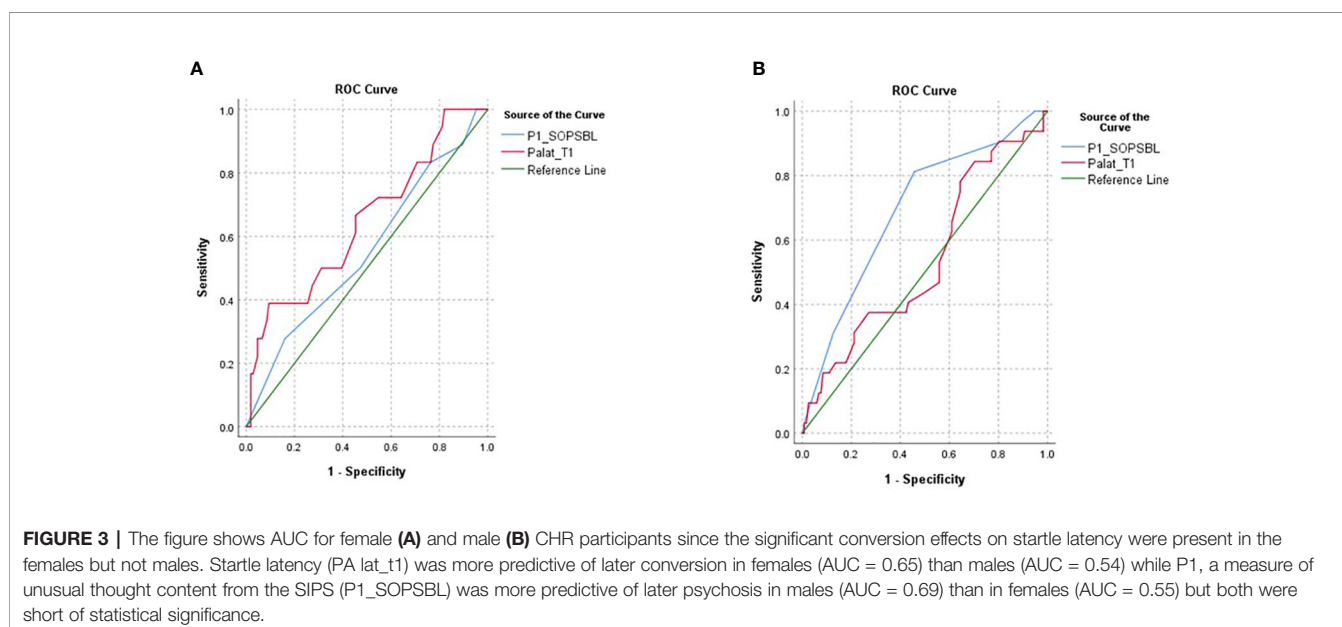 A
ROC Curve
Source of the Curve
P1_SOPSBL
Palat_T1
Reference Line
Sensitivity
1.0
0.8
0.6
0.4
0.2
0.0
0.0 0.2 0.4 0.6 0.8 1.0
1 - Specificity
B
ROC Curve
Source of the
Curve
P1_SOPSBL
Palat_T1
Reference Line
Sensitivity
1.0
0.8
0.6
0.4
0.2
0.0
0.0 0.2 0.4 0.6 0.8 1.0
1 - Specificity
FIGURE 3 | The figure shows AUC for female (A) and male (B) CHR participants since the significant conversion effects on startle latency were present in the
females but not males. Startle latency (PA lat_t1) was more predictive of later conversion in females (AUC = 0.65) than males (AUC = 0.54) while P1, a measure of
unusual thought content from the SIPS (P1_SOPSBL) was more predictive of later psychosis in males (AUC = 0.69) than in females (AUC = 0.55) but both were
short of statistical significance.